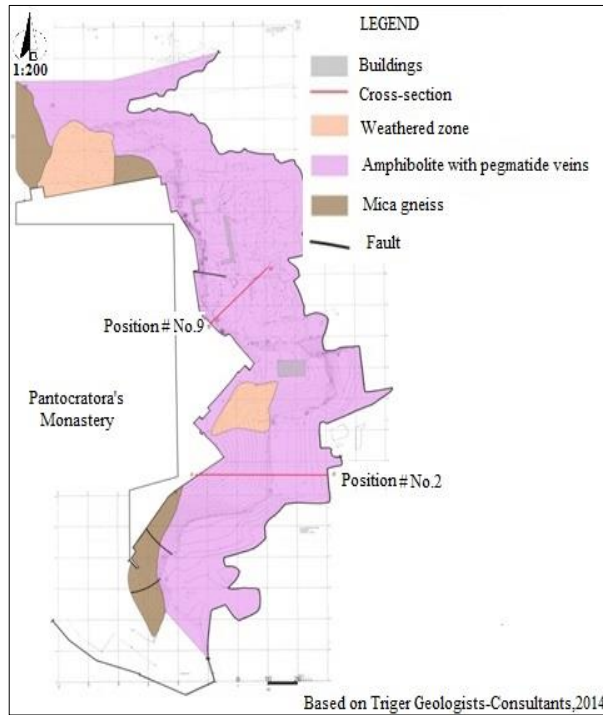 1:200
LEGEND
Buildings
Cross-section
Weathered zone
Amphibolite with pegmatide veins
Mica gneiss
Fault
Position # No.9
Pantocratora's
Monastery
Position # No.2
Based on Triger Geologists-Consultants,2014